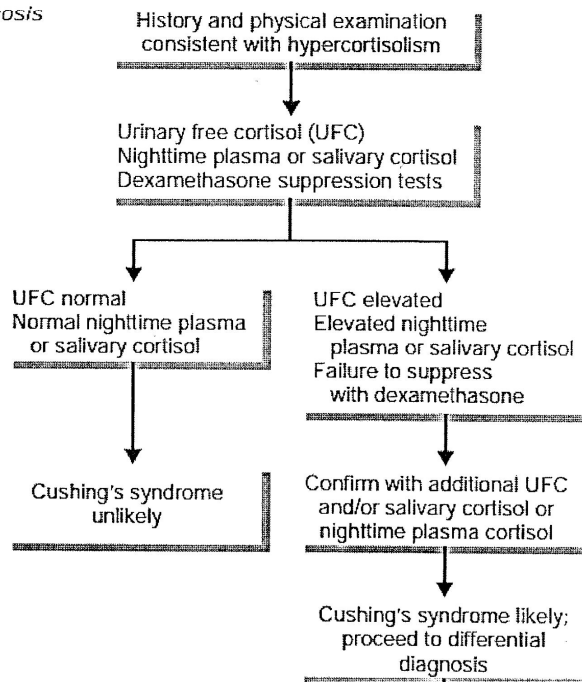 History and physical examination
consistent with hypercortisolism
Urinary free cortisol (UFC)
Nighttime plasma or salivary cortisol
Dexamethasone suppression tests
UFC normal
Normal nighttime plasma
or salivary cortisol
UFC elevated
Elevated nighttime
plasma or salivary cortisol
Failure to suppress
with dexamethasone
Cushing's syndrome
unlikely
Confirm with additional UFC
and/or salivary cortisol or
nighttime plasma cortisol
Cushing's syndrome likely;
proceed to differential
diagnosis